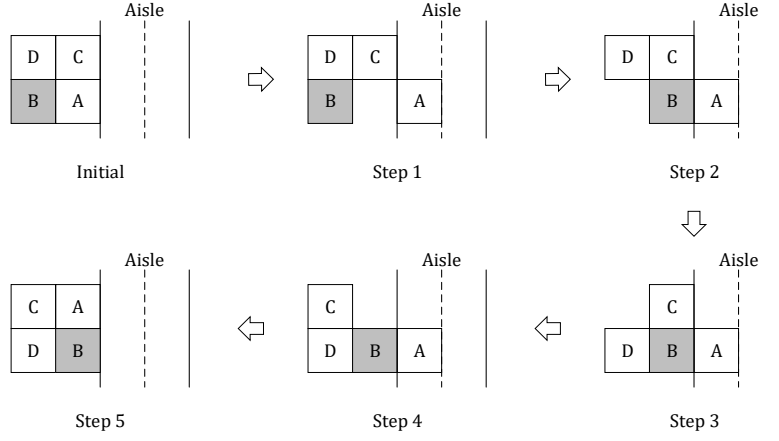 Aisle Aisle Aisle
D C D C D C
B A B A B A
Initial Step 1 Step 2
Aisle Aisle Aisle
C A C C
D B D B A D B A
Step 5 Step 4 Step 3